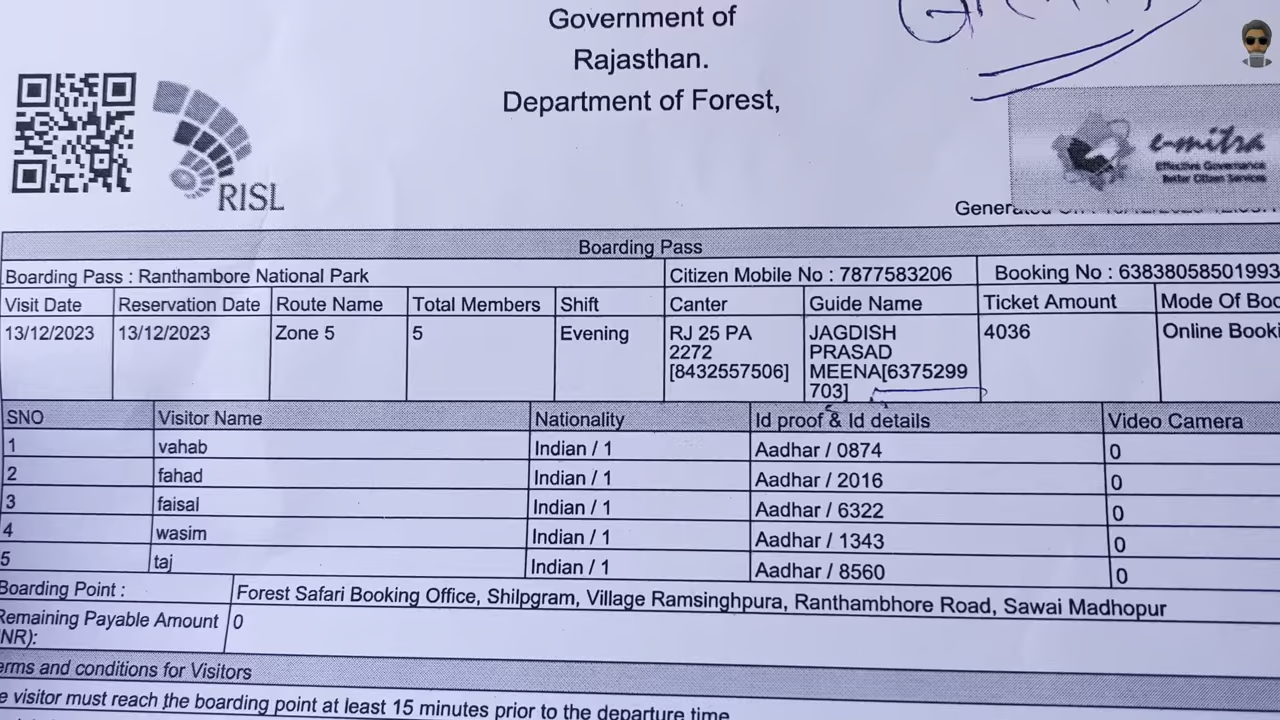 Government of
Rajasthan.
Department of Forest,
RISL
e-mitra
Effective Governance
Better Citizen Services
Boarding Pass
Boarding Pass : Ranthambore National Park Citizen Mobile No : 7877583206 Booking No : 63838058501993
Visit Date Reservation Date Route Name Total Members Shift Canter Guide Name Ticket Amount Mode Of
13/12/2023 13/12/2023 Zone 5 5 Evening RJ 25 PA JAGDISH 4036 Online
2272 PRASAD
[8432557506] MEENA[6375299
703]
SNO Visitor Name Nationality Id proof & Id details Video Camera
1 vahab Indian / 1 Aadhar / 0874 0
2 fahad Indian / 1 Aadhar / 2016 0
3 faisal Indian / 1 Aadhar / 6322 0
4 wasim Indian / 1 Aadhar / 1343 0
5 taj Indian / 1 Aadhar / 8560 0
Boarding Point : Forest Safari Booking Office, Shilpgram, Village Ramsinghpura, Ranthambhore Road, Sawai Madhopur
Remaining Payable Amount 0
NR):
erms and conditions for Visitors
e visitor must reach the boarding point at least 15 minutes prior to the departure time